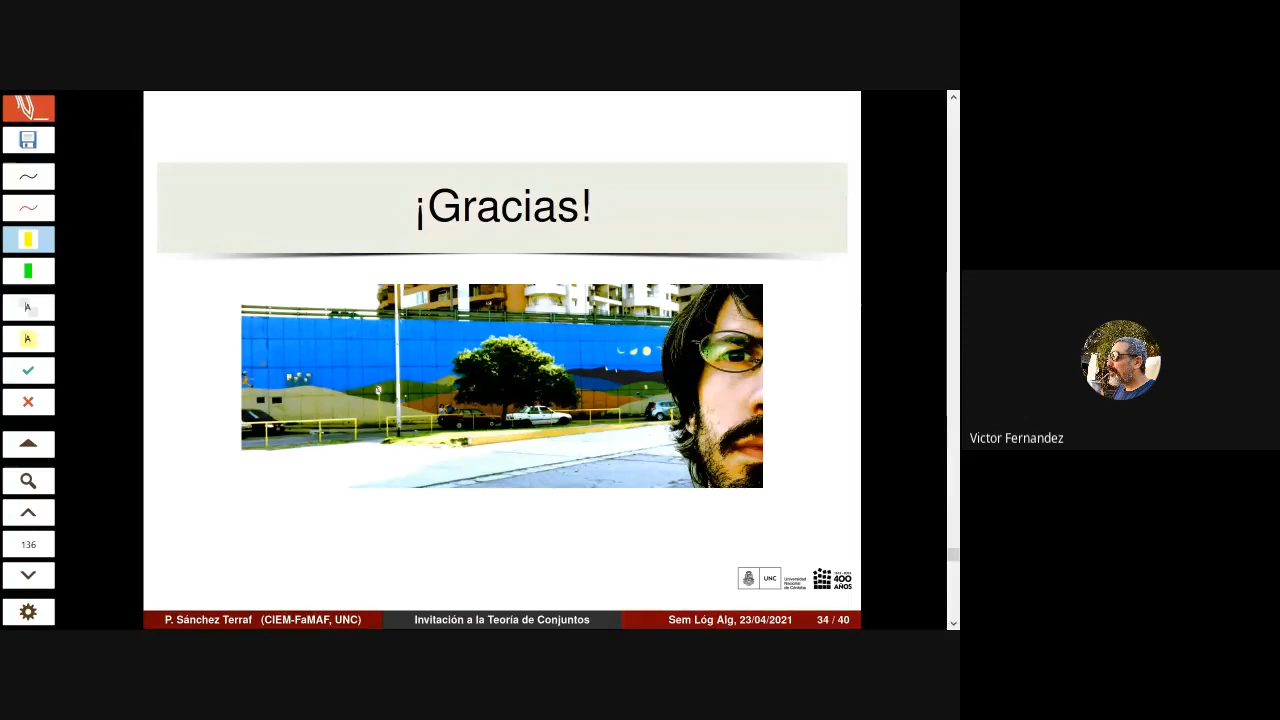 ¡Gracias!
A
A
136
UNC
Universidad
Nacional
de Córdoba
400
AÑOS
P. Sánchez Terraf (CIEM-FaMAF, UNC)
Invitación a la Teoría de Conjuntos
Sem Lóg Alg, 23/04/2021
34 / 40
Victor Fernandez